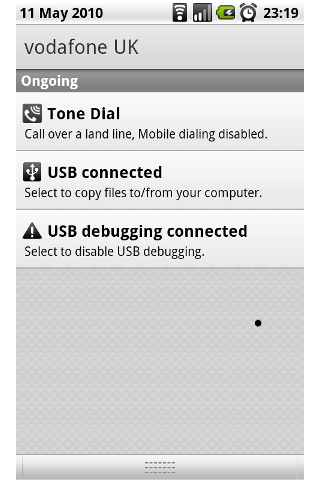 11 May 2010 23:19
vodafone UK
Ongoing
Tone Dial
Call over a land line, Mobile dialing disabled.
USB connected
Select to copy files to/from your computer.
USB debugging connected
Select to disable USB debugging.